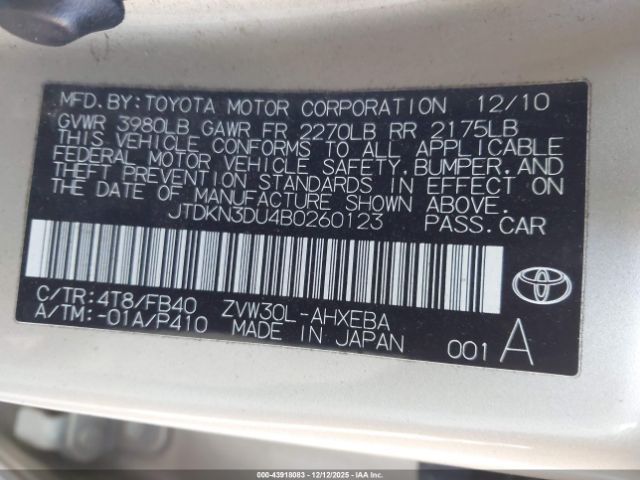 MFD. BY: TOYOTA MOTOR CORPORATION 12/10
GVWR 3980LB GAWR FR 2270LB RR 2175LB
THIS VEHICLE CONFORMS TO ALL APPLICABLE
FEDERAL MOTOR VEHICLE SAFETY, BUMPER, AND
THEFT PREVENTION STANDARDS IN EFFECT ON
THE DATE OF MANUFACTURE SHOWN ABOVE.
JTDKN3DU4B0260123 PASS.CAR
C/TR: 4T8/FB40 ZVW30L-AHXEBA
A/TM: -01A/P410 MADE IN JAPAN
001 A
TOYOTA
000-43918083 - 12/12/2025 - IAAI.COM